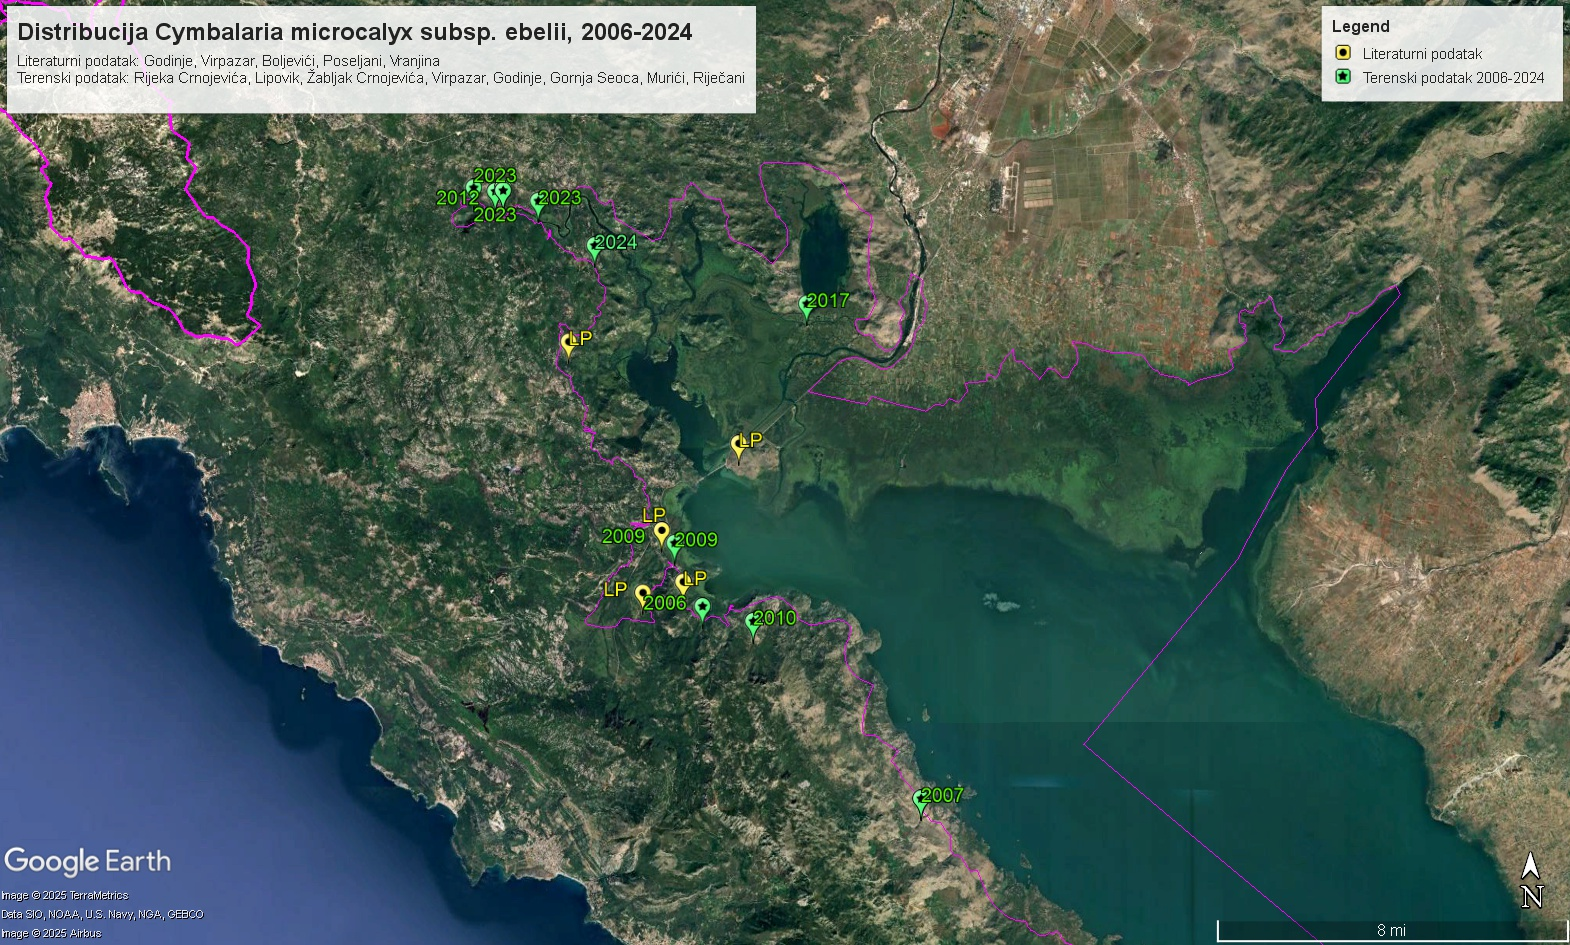 Distribucija Cymbalaria microcalyx subsp. ebelii, 2006-2024
Literaturni podatak: Godinje, Virpazar, Boljevići, Poseljani, Vranjina
Terenski podatak: Rijeka Crnojevića, Lipovik, Žabljak Crnojevića, Virpazar, Godinje, Gornja Seoca, Murići, Riječani
Legend
Literaturni podatak
Terenski podatak 2006-2024
2023
2012
2023
2023
2024
2017
LP
LP
LP
2009
2009
LP
LP
2006
2010
2007
Google Earth
Image © 2025 TerraMetrics
Data SIO, NOAA, U.S. Navy, NGA, GEBCO
Image © 2025 Airbus
N
8 mi